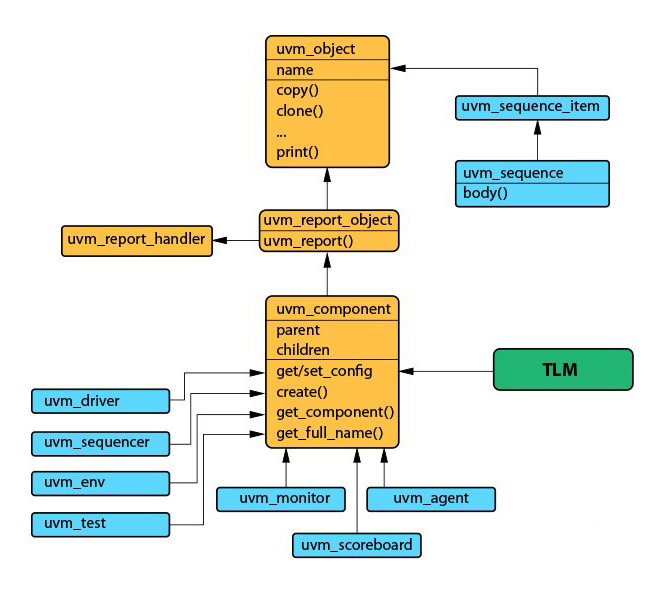 uvm_object
name
copy()
clone()
...
print()
uvm_sequence_item
uvm_sequence
body()
uvm_report_object
uvm_report()
uvm_report_handler
uvm_component
parent
children
get/set_config
create()
get_component()
get_full_name()
TLM
uvm_driver
uvm_sequencer
uvm_env
uvm_test
uvm_monitor
uvm_agent
uvm_scoreboard